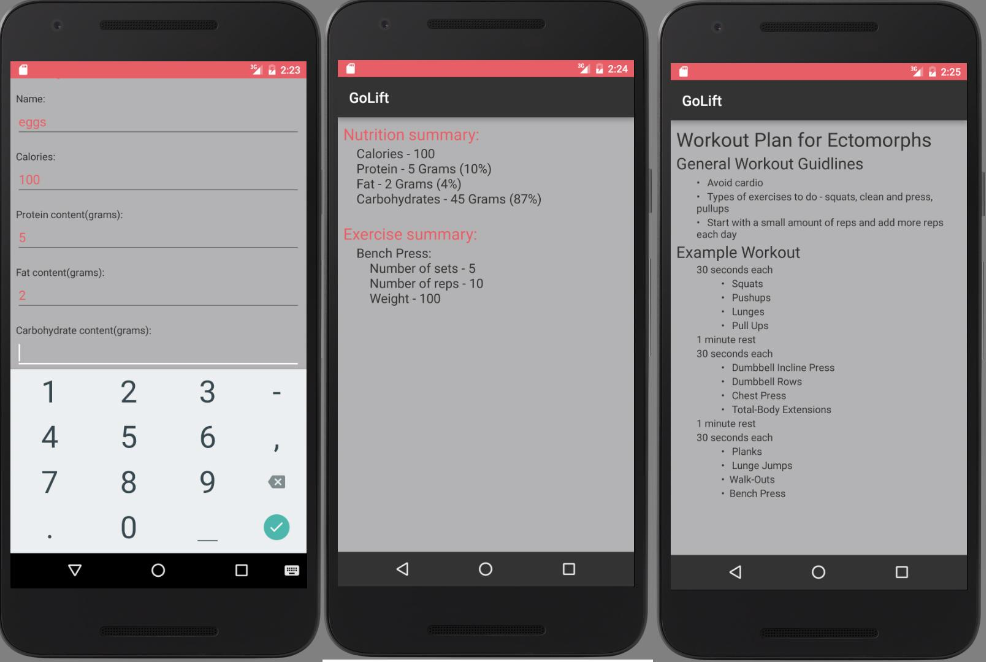 3G 2:23
Name:
eggs
Calories:
100
Protein content(grams):
5
Fat content(grams):
2
Carbohydrate content(grams):
1 2 3 -
4 5 6 ,
7 8 9
. 0 _
3G 2:24
GoLift
Nutrition summary:
Calories - 100
Protein - 5 Grams (10%)
Fat - 2 Grams (4%)
Carbohydrates - 45 Grams (87%)
Exercise summary:
Bench Press:
Number of sets - 5
Number of reps - 10
Weight - 100
3G 2:25
GoLift
Workout Plan for Ectomorphs
General Workout Guidlines
• Avoid cardio
• Types of exercises to do - squats, clean and press,
pullups
• Start with a small amount of reps and add more reps
each day
Example Workout
30 seconds each
• Squats
• Pushups
• Lunges
• Pull Ups
1 minute rest
30 seconds each
• Dumbbell Incline Press
• Dumbbell Rows
• Chest Press
• Total-Body Extensions
1 minute rest
30 seconds each
• Planks
• Lunge Jumps
• Walk-Outs
• Bench Press